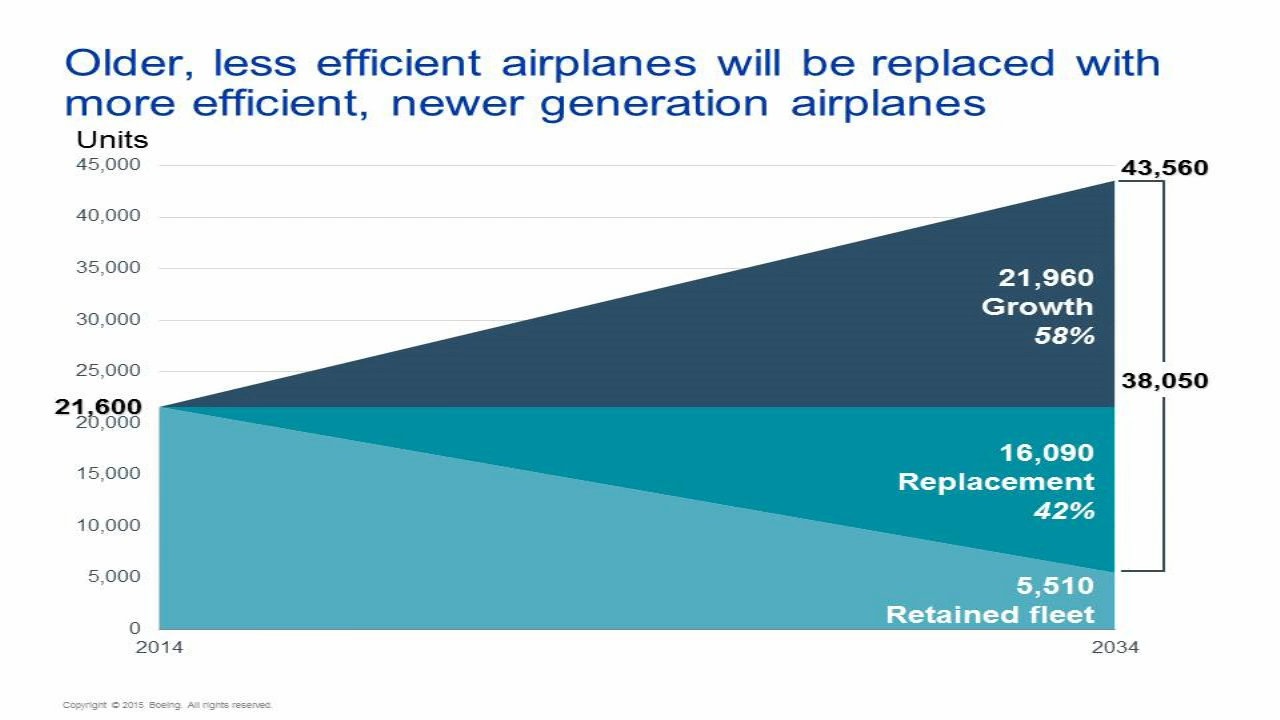 Older, less efficient airplanes will be replaced with
more efficient, newer generation airplanes
Units
45,000
43,560
40,000
35,000
21,960
Growth
58%
30,000
25,000
38,050
21,600
20,000
16,090
Replacement
42%
15,000
10,000
5,000
5,510
Retained fleet
0
2014
2034
Copyright © 2015 Boeing. All rights reserved.